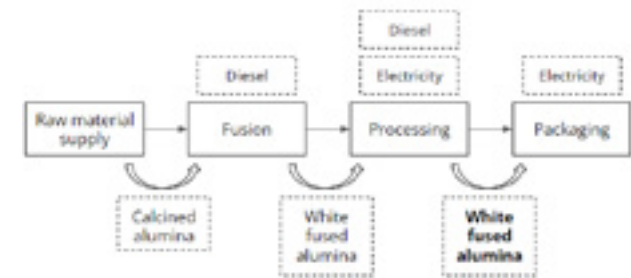 Diesel
Diesel
Electricity
Electricity
Raw material
supply
Fusion
Processing
Packaging
Calcined
alumina
White
fused
alumina
White
fused
alumina